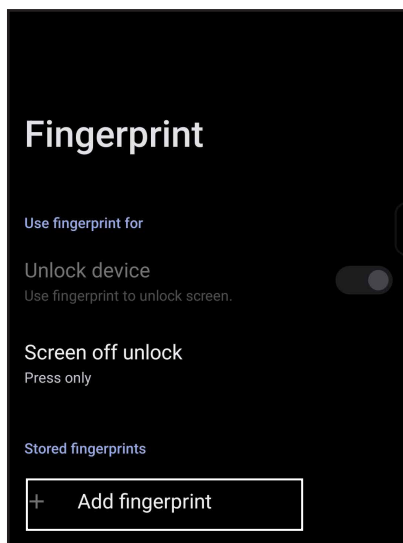 Fingerprint
Use fingerprint for
Unlock device
Use fingerprint to unlock screen.
Screen off unlock
Press only
Stored fingerprints
+ Add fingerprint